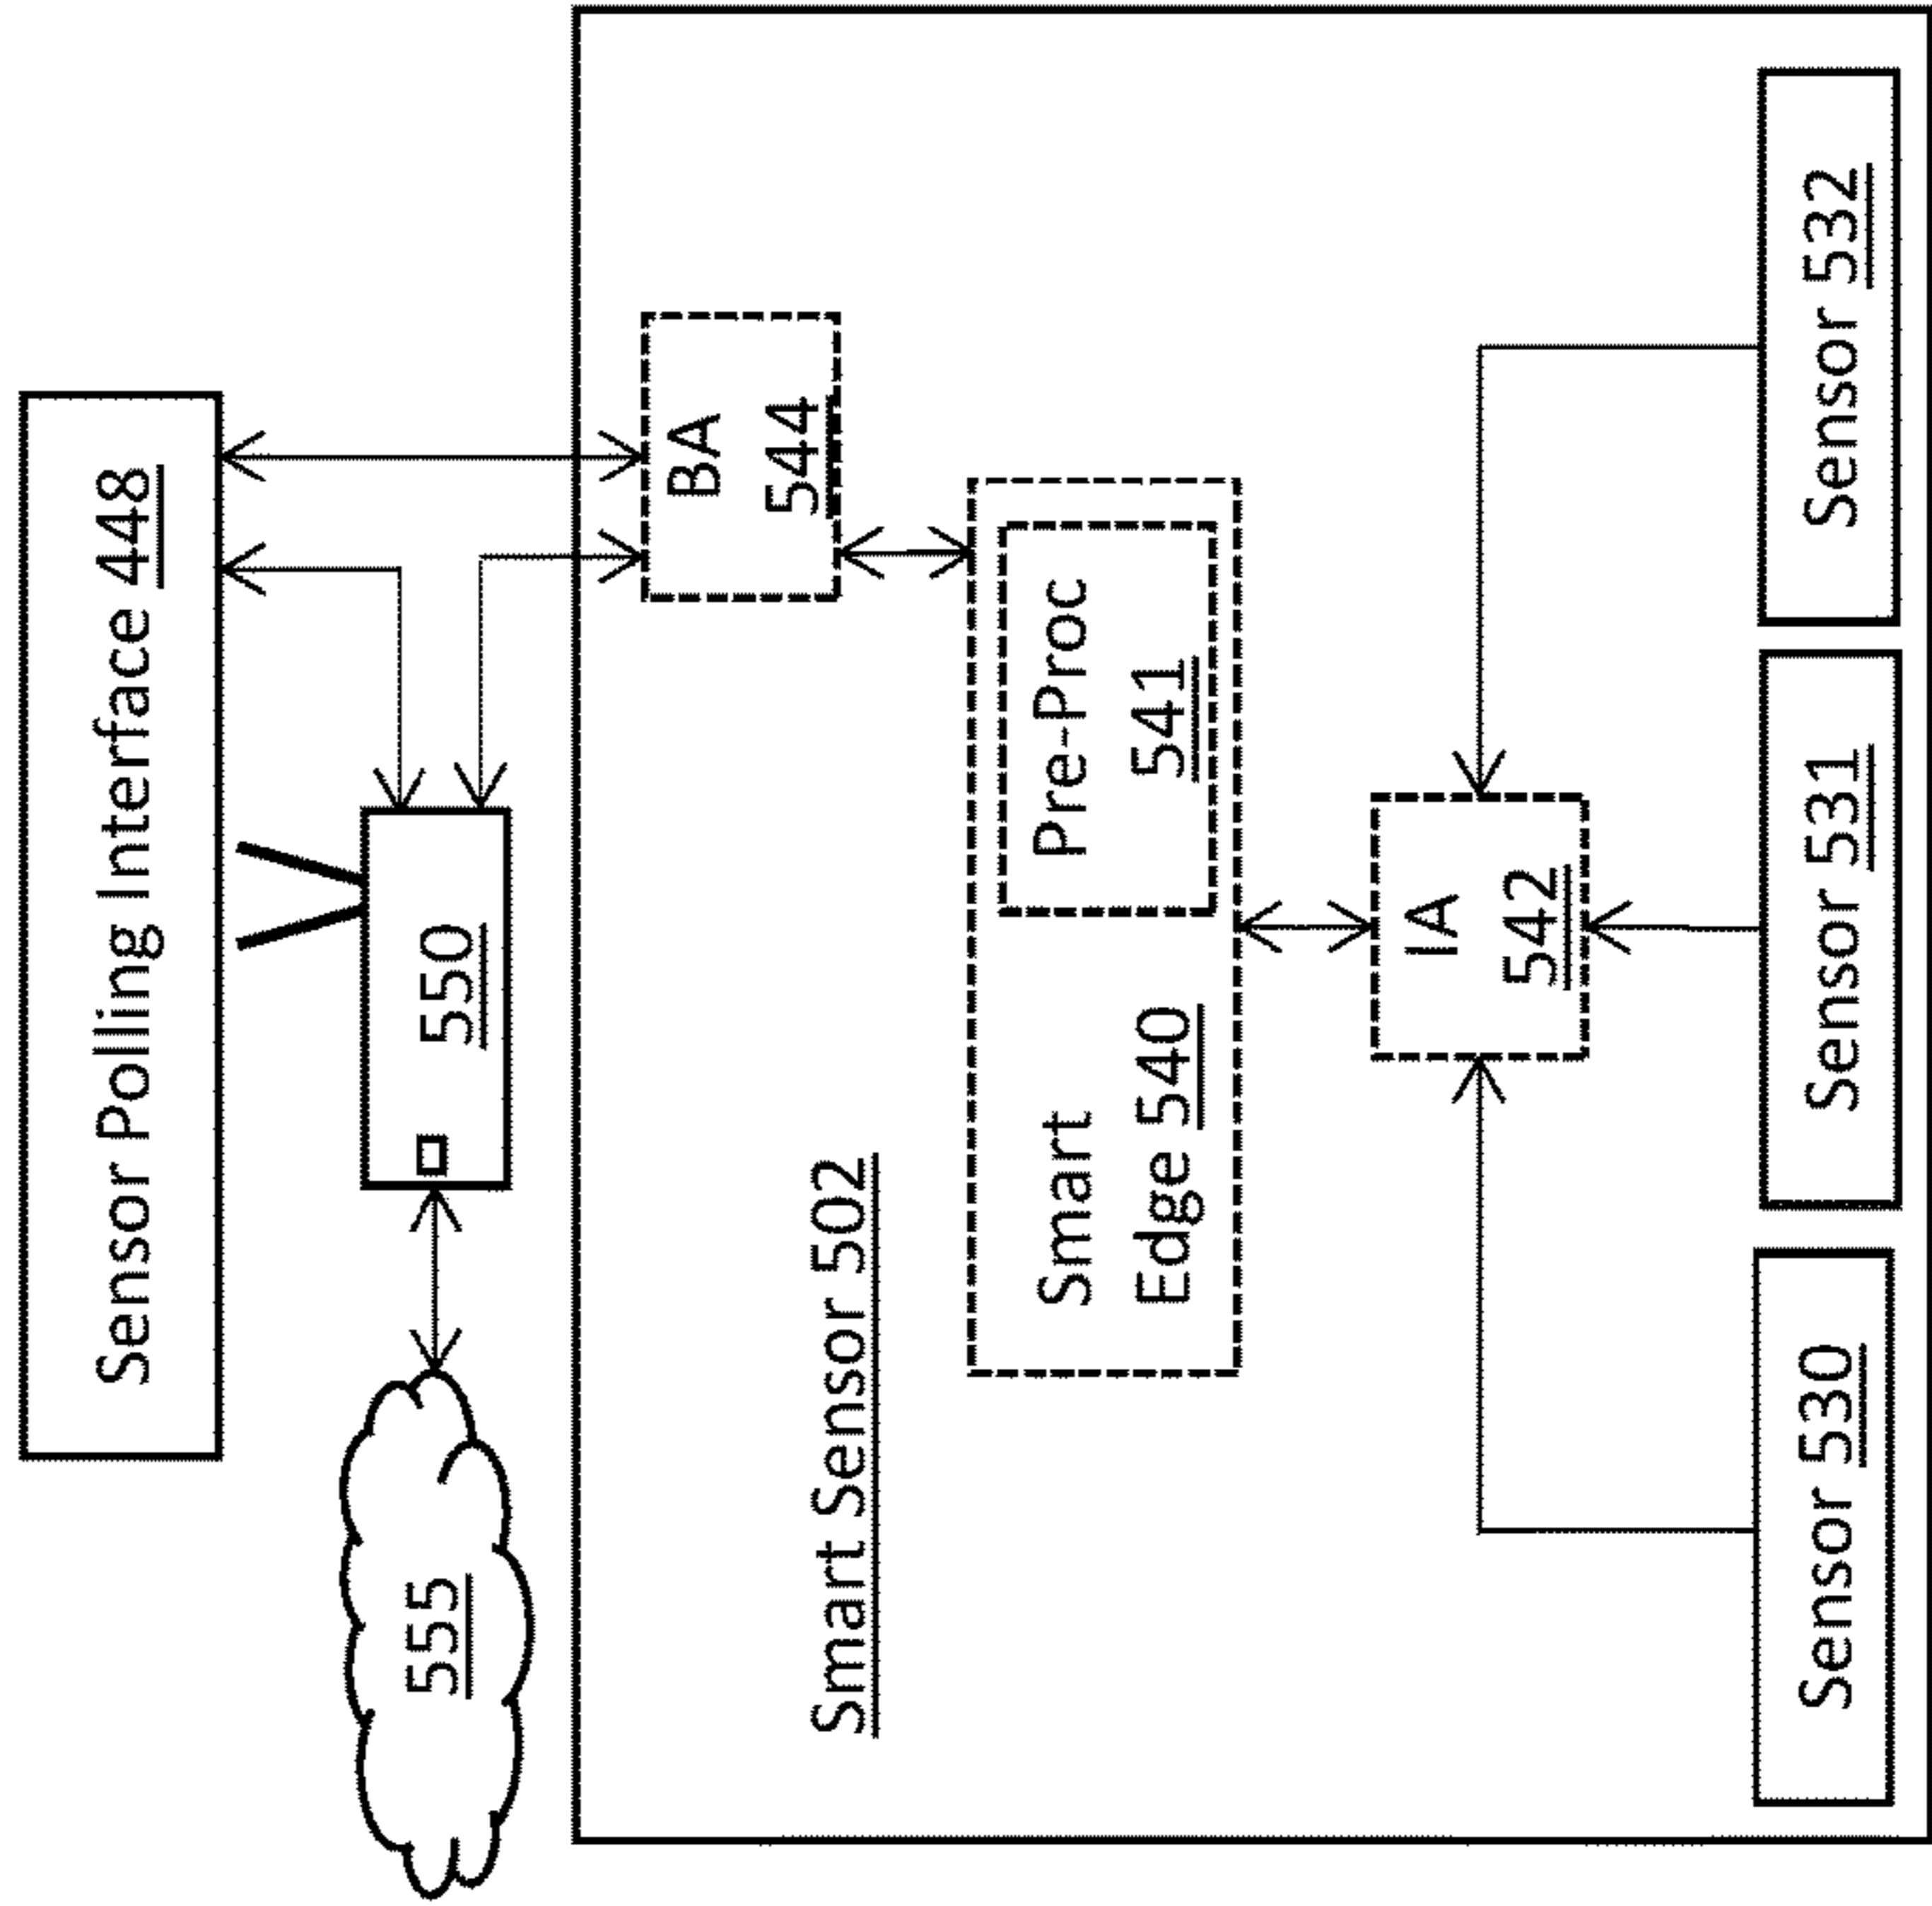 Sensor Polling Interface 448
555
550
BA
544
Smart Sensor 502
Smart
Edge 540
Pre-Proc
541
IA
542
Sensor 530
Sensor 531
Sensor 532